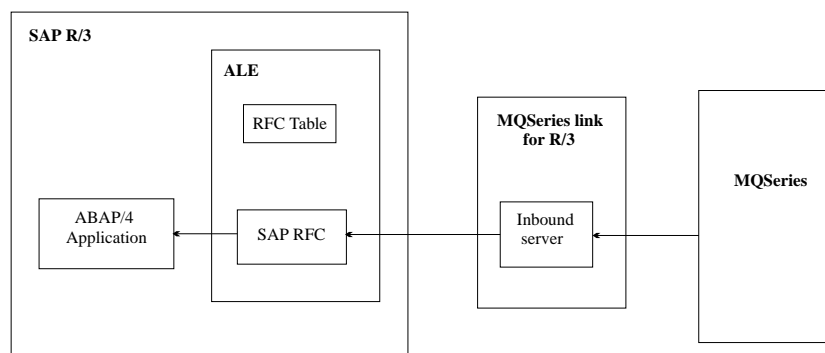 SAP R/3
ALE
RFC Table
ABAP/4
Application
SAP RFC
MQSeries link
for R/3
Inbound
server
MQSeries